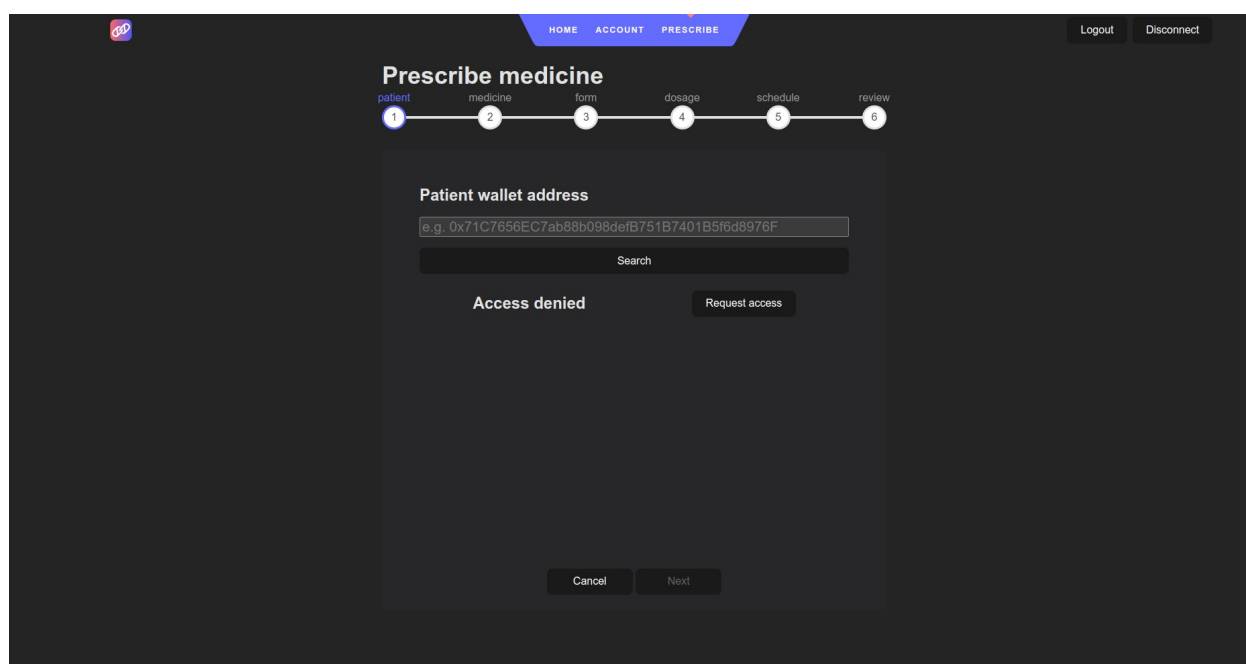 HOME ACCOUNT PRESCRIBE
Logout Disconnect
Prescribe medicine
patient medicine form dosage schedule review
1 2 3 4 5 6
Patient wallet address
e.g. 0x71C7656EC7ab88b098defB751B7401B5f6d8976F
Search
Access denied Request access
Cancel Next